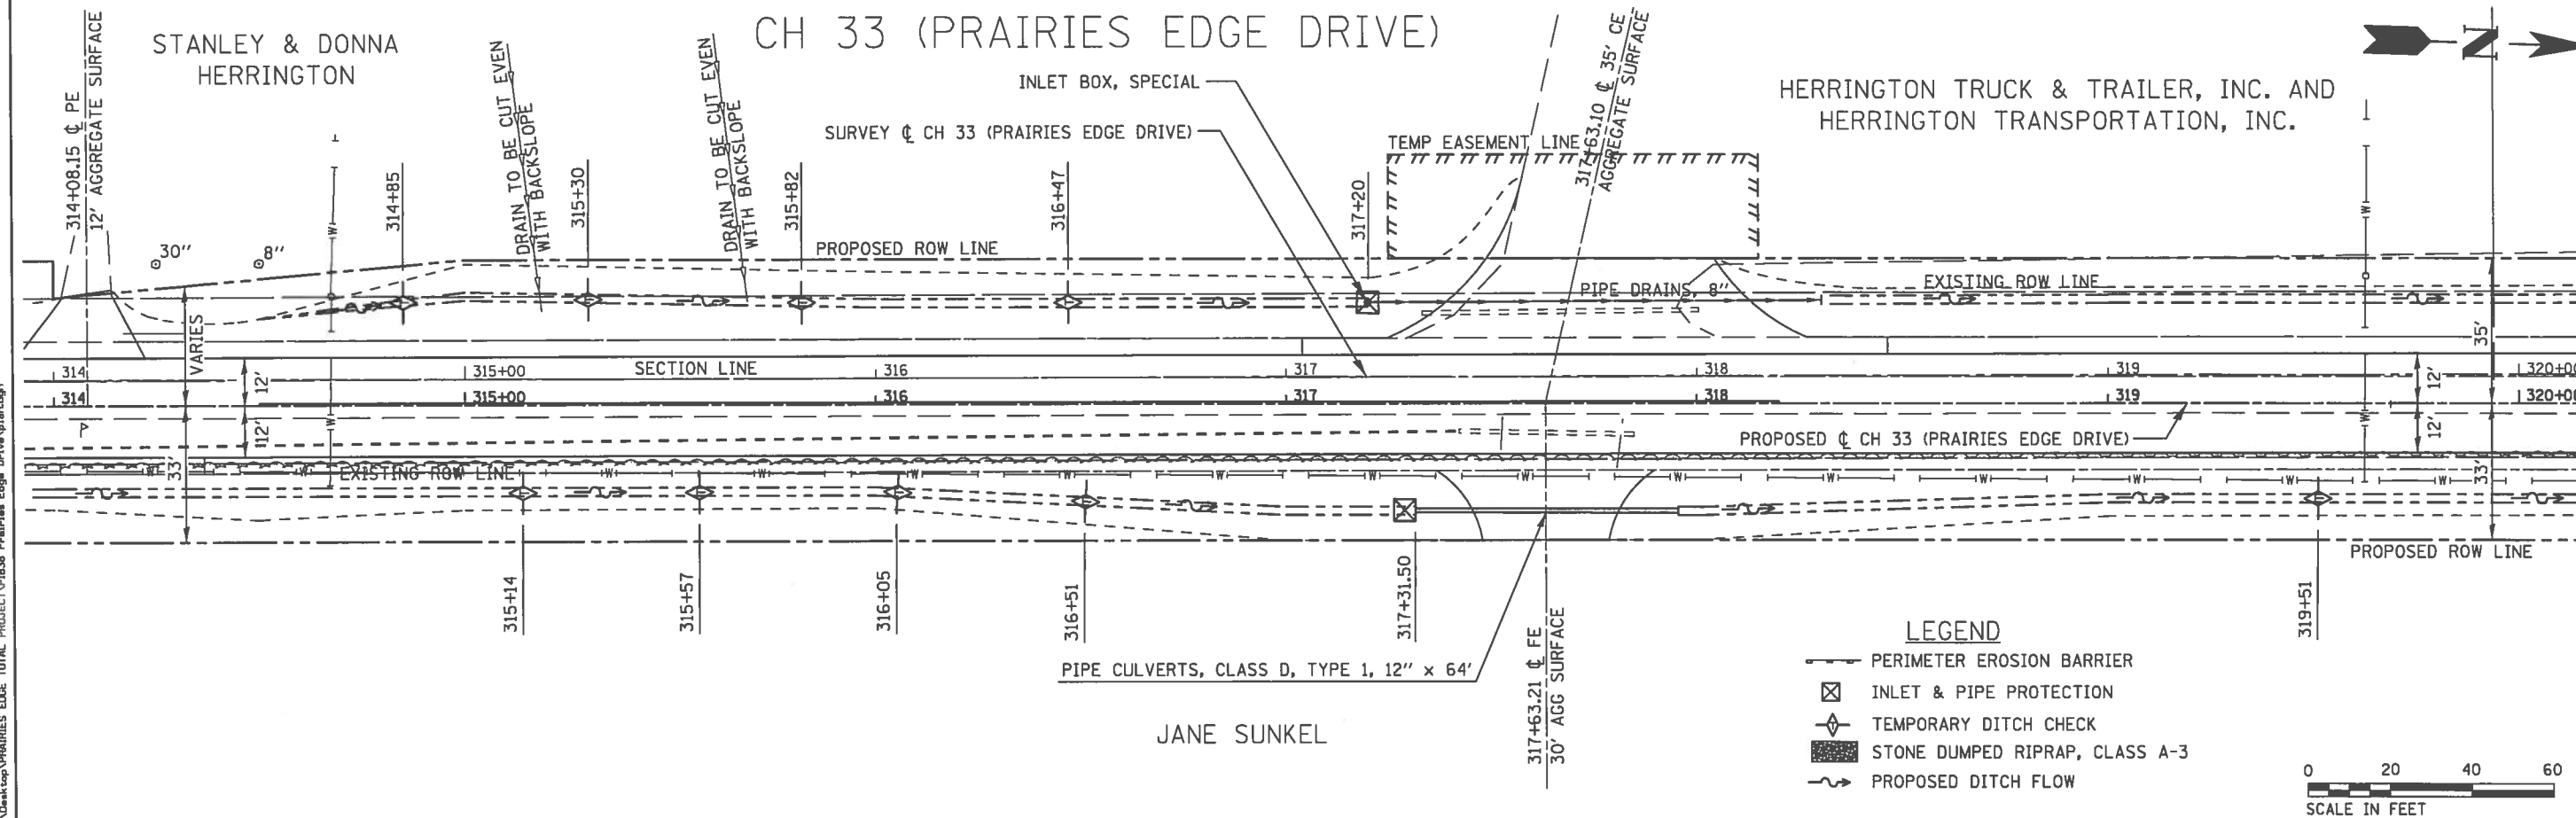 CH 33 (PRAIRIES EDGE DRIVE)
STANLEY & DONNA
HERRINGTON
314+08.15 ℄ PE
12' AGGREGATE SURFACE
30"
8"
314+85
DRAIN TO BE CUT EVEN
WITH BACKSLOPE
315+30
DRAIN TO BE CUT EVEN
WITH BACKSLOPE
315+82
316+47
INLET BOX, SPECIAL
SURVEY ℄ CH 33 (PRAIRIES EDGE DRIVE)
317+20
TEMP EASEMENT LINE
317+63.10 ℄ 35' CE
AGGREGATE SURFACE
HERRINGTON TRUCK & TRAILER, INC. AND
HERRINGTON TRANSPORTATION, INC.
N
PROPOSED ROW LINE
PIPE DRAINS, 8"
EXISTING ROW LINE
VARIES
35'
314
315+00
SECTION LINE
316
317
318
319
320+00
12'
12'
314
315+00
316
317
318
319
320+00
12'
12'
P
PROPOSED ℄ CH 33 (PRAIRIES EDGE DRIVE)
EXISTING ROW LINE
W W W W W W W W W W W W W W
33'
33'
PROPOSED ROW LINE
315+14
315+57
316+05
316+51
317+31.50
319+51
PIPE CULVERTS, CLASS D, TYPE 1, 12" x 64'
317+63.21 ℄ FE
30' AGG SURFACE
JANE SUNKEL
LEGEND
PERIMETER EROSION BARRIER
INLET & PIPE PROTECTION
TEMPORARY DITCH CHECK
STONE DUMPED RIPRAP, CLASS A-3
PROPOSED DITCH FLOW
0 20 40 60
SCALE IN FEET